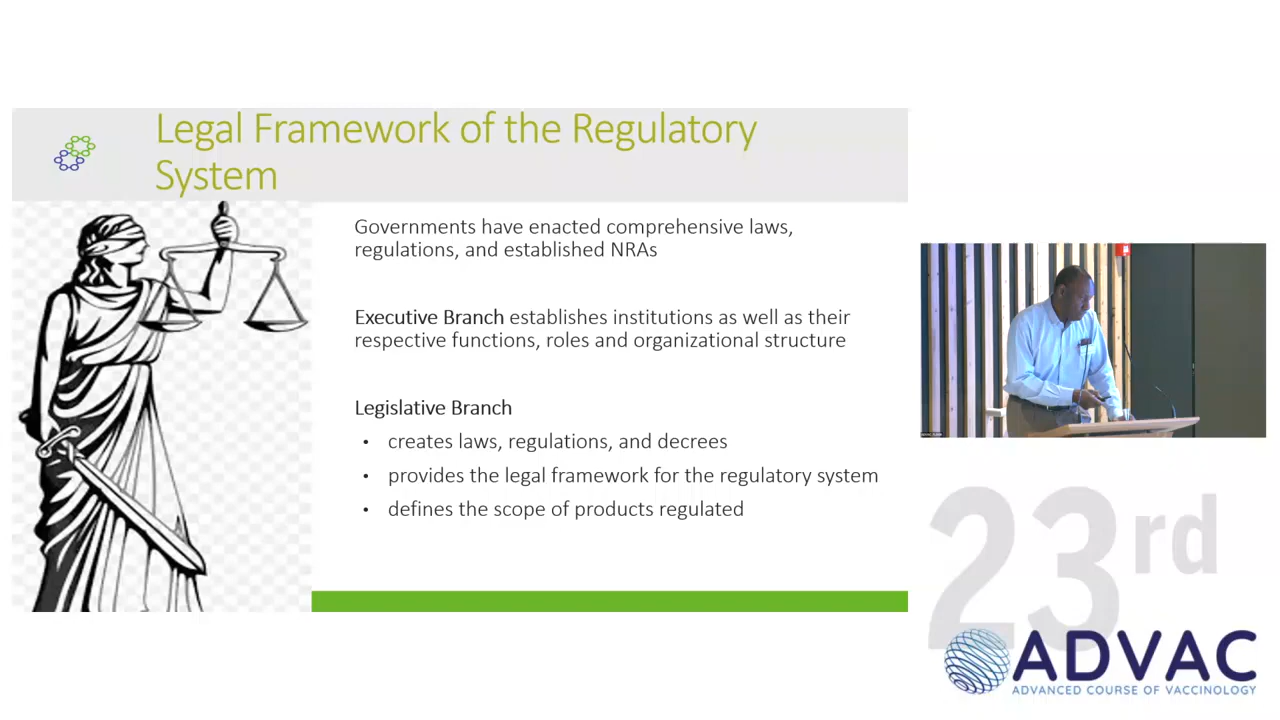 Legal Framework of the Regulatory
System
Governments have enacted comprehensive laws,
regulations, and established NRAs
Executive Branch establishes institutions as well as their
respective functions, roles and organizational structure
Legislative Branch
• creates laws, regulations, and decrees
• provides the legal framework for the regulatory system
• defines the scope of products regulated
23rd
ADVAC
ADVANCED COURSE OF VACCINOLOGY